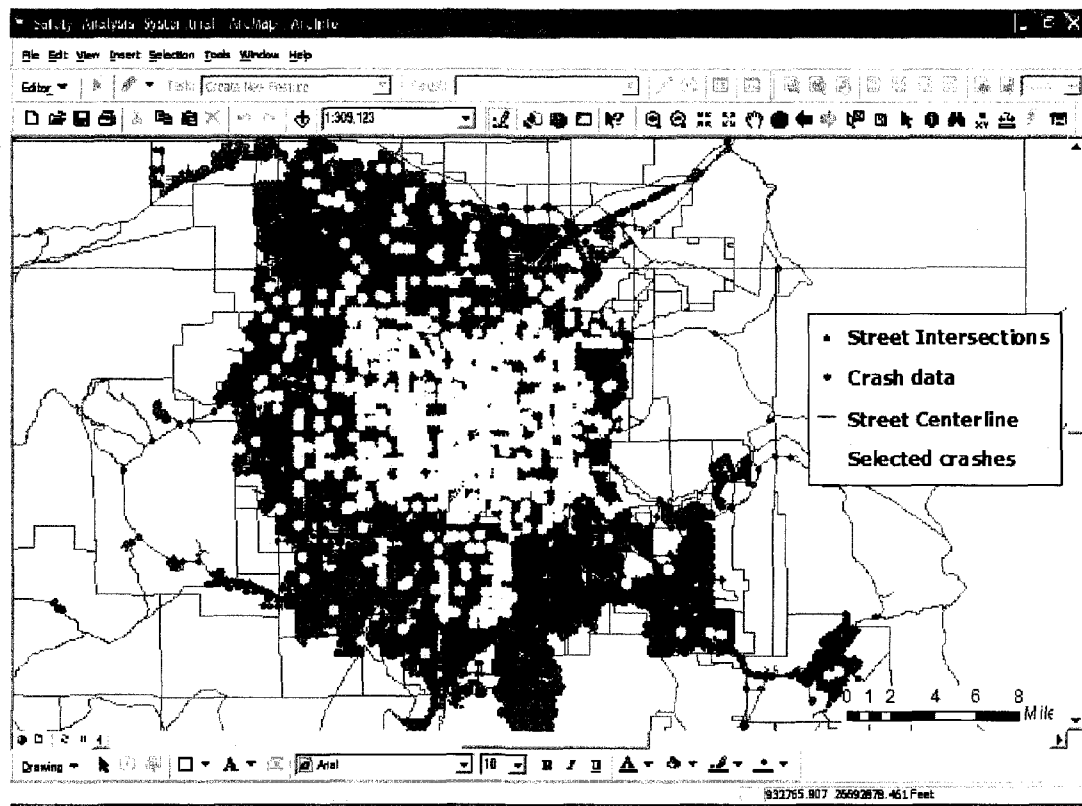 Safety Analysis System trial - ArcMap - ArcInfo
File Edit View Insert Selection Tools Window Help
Editor Task: Create New Feature
1:309,123
Street Intersections
Crash data
Street Centerline
Selected crashes
0 1 2 4 6 8
Mile
Drawing A Arial 10 B I U A
932765.907 26692878.461 Feet